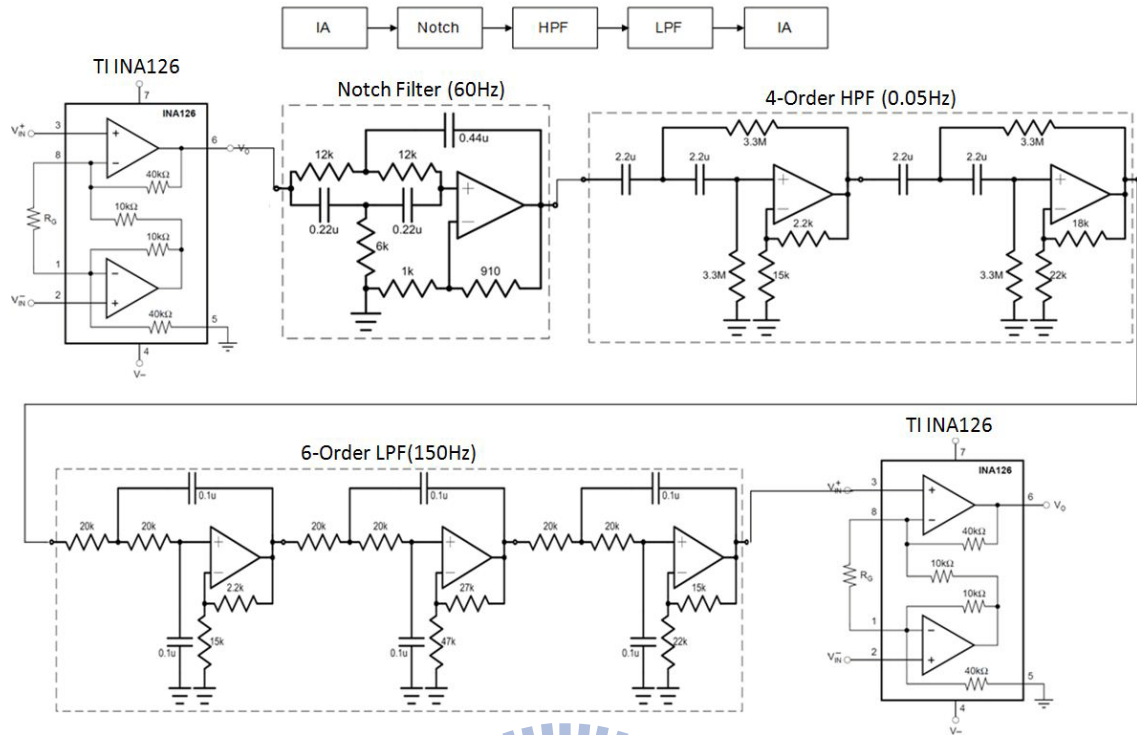 IA
Notch
HPF
LPF
IA
TI INA126
7
INA126
V+IN
3
8
40kΩ
10kΩ
RG
10kΩ
1
V−IN
2
40kΩ
5
4
V−
6
VO
Notch Filter (60Hz)
0.44u
12k
12k
0.22u
0.22u
6k
1k
910
4-Order HPF (0.05Hz)
3.3M
2.2u
2.2u
2.2k
3.3M
15k
3.3M
2.2u
2.2u
18k
3.3M
22k
6-Order LPF(150Hz)
0.1u
20k
20k
2.2k
0.1u
15k
0.1u
20k
20k
27k
0.1u
47k
0.1u
20k
20k
15k
0.1u
22k
TI INA126
7
INA126
V+IN
3
6
VO
8
40kΩ
10kΩ
RG
10kΩ
1
V−IN
2
40kΩ
5
4
V−